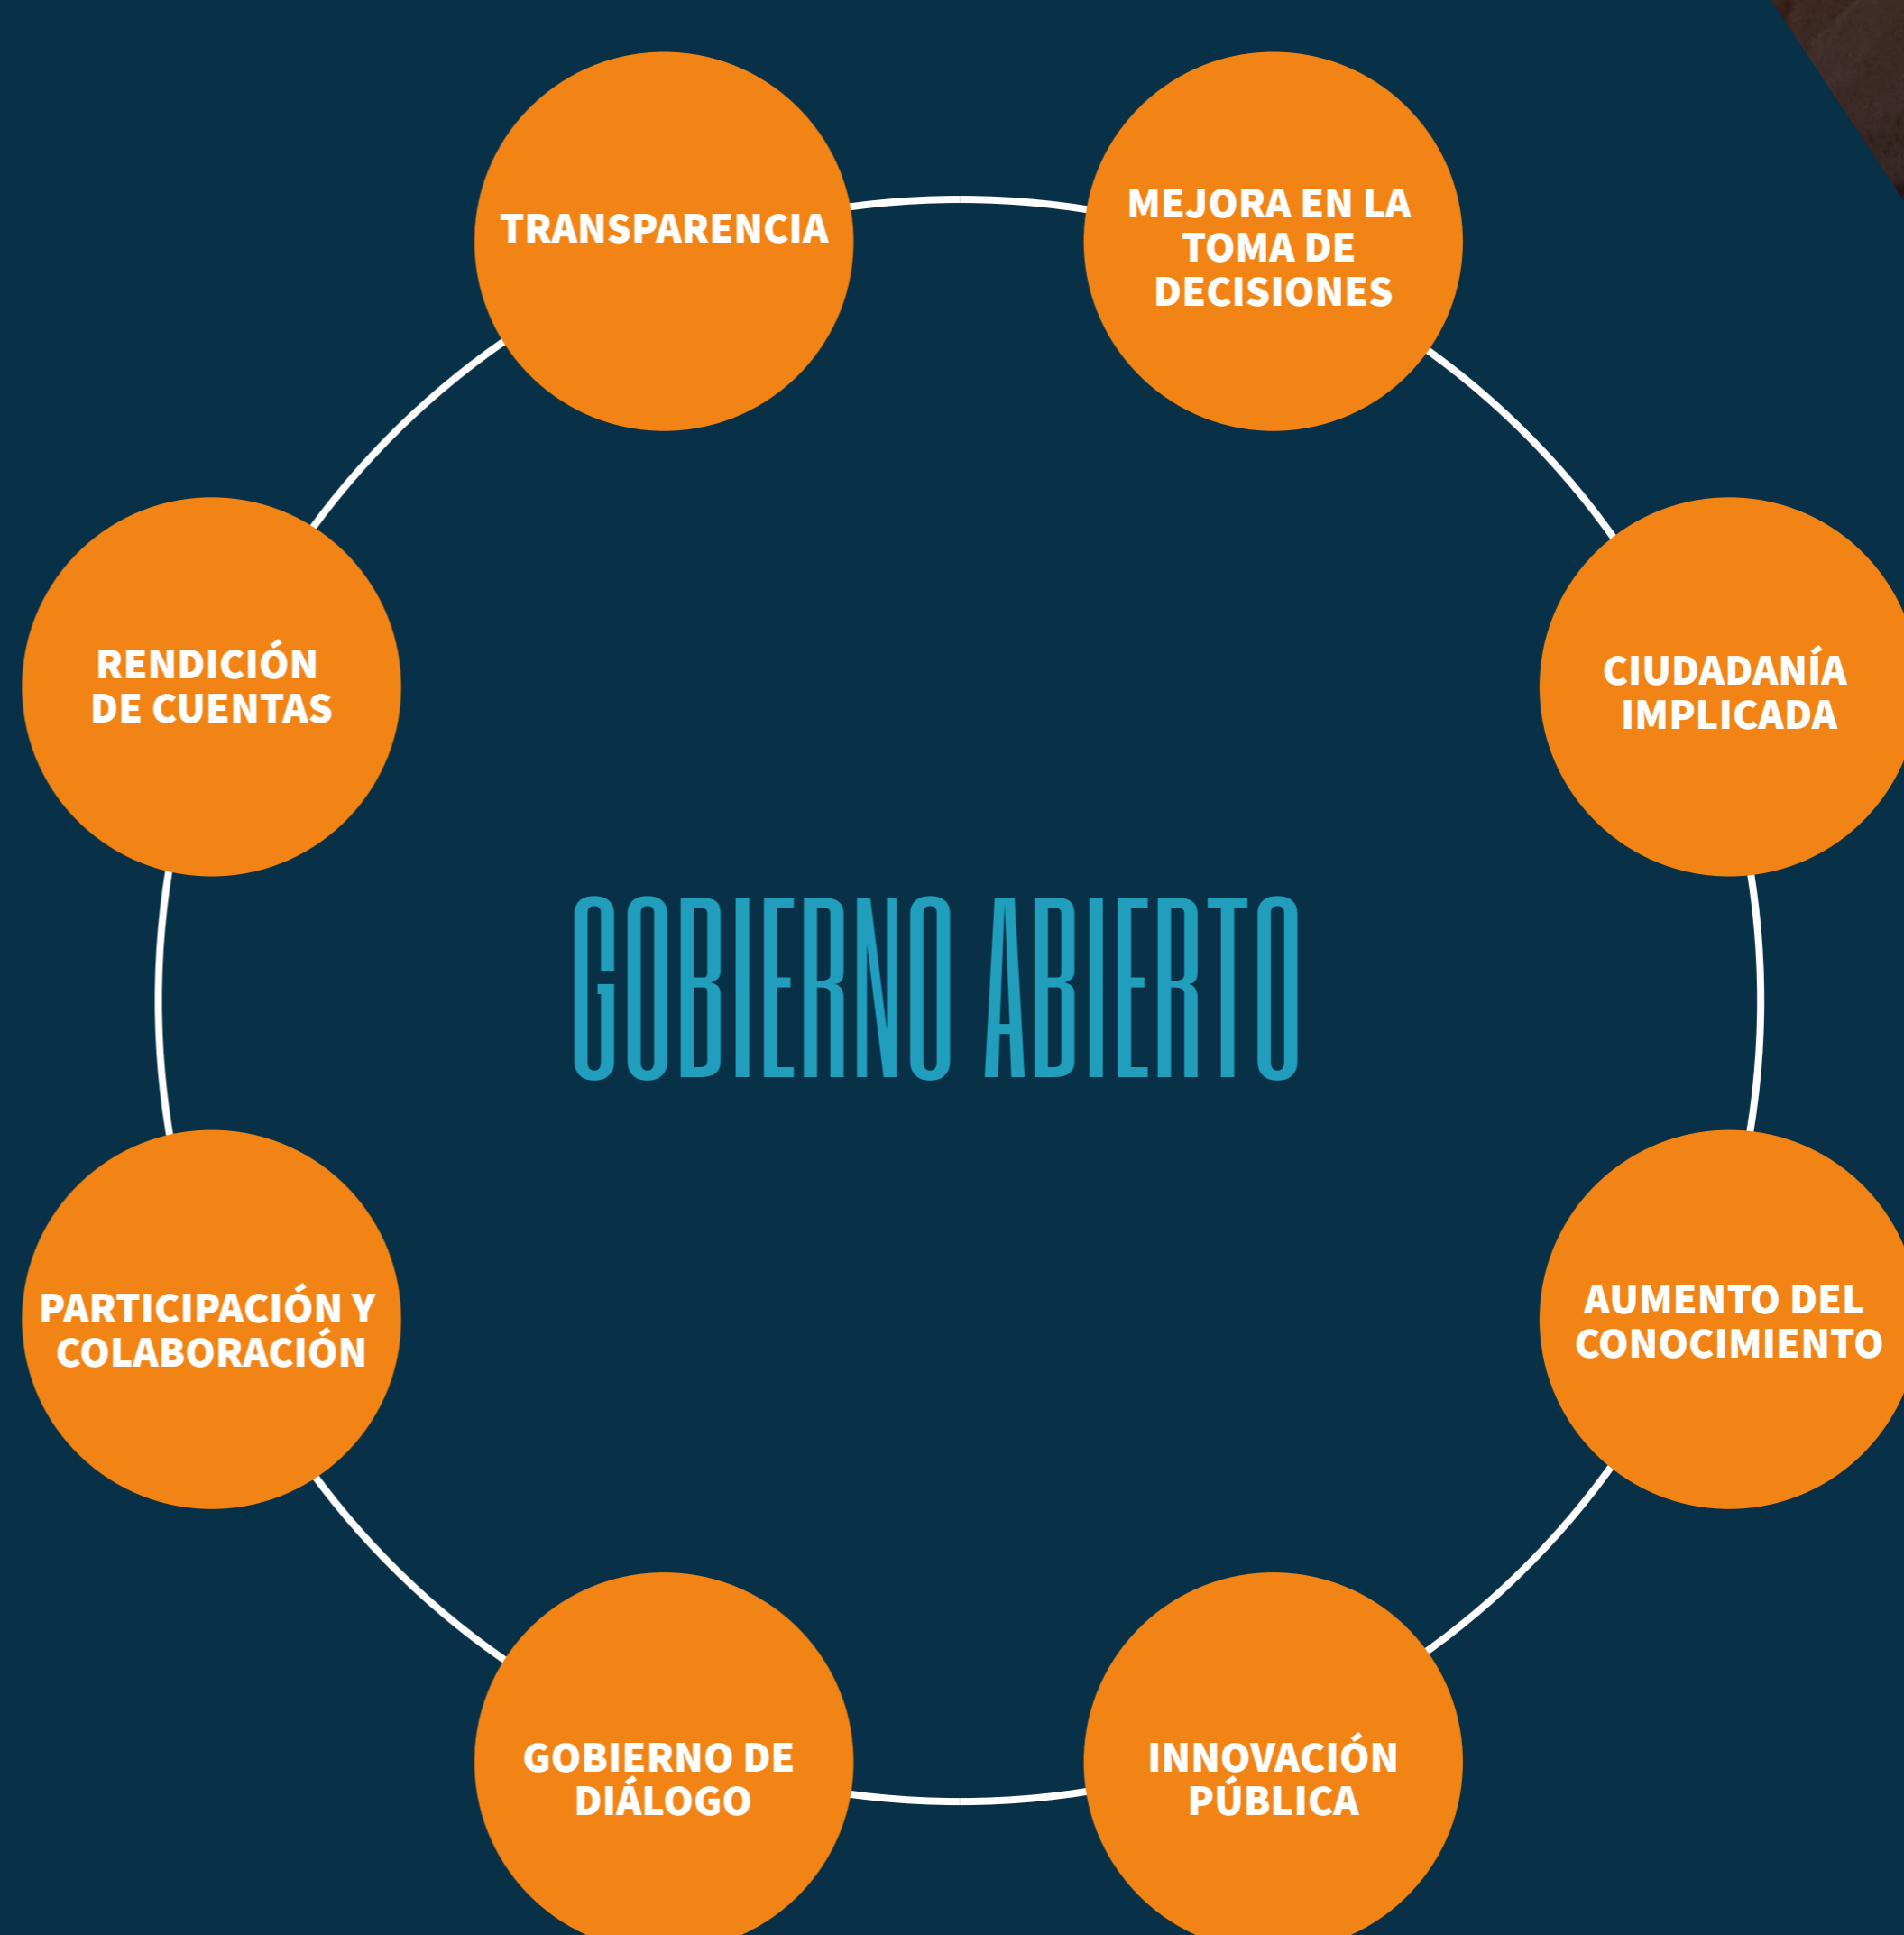 TRANSPARENCIA
MEJORA EN LA
TOMA DE
DECISIONES
RENDICIÓN
DE CUENTAS
CIUDADANÍA
IMPLICADA
GOBIERNO ABIERTO
PARTICIPACIÓN Y
COLABORACIÓN
AUMENTO DEL
CONOCIMIENTO
GOBIERNO DE
DIÁLOGO
INNOVACIÓN
PÚBLICA